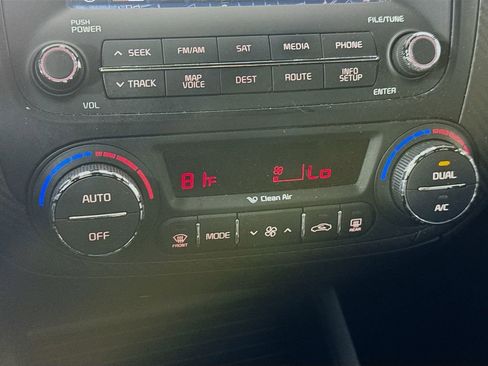 PUSH
POWER
FILE/TUNE
SEEK FM/AM SAT MEDIA PHONE
TRACK MAP VOICE DEST ROUTE INFO SETUP
VOL
ENTER
AUTO
OFF
Lo
Clean Air
DUAL
A/C
FRONT MODE REAR